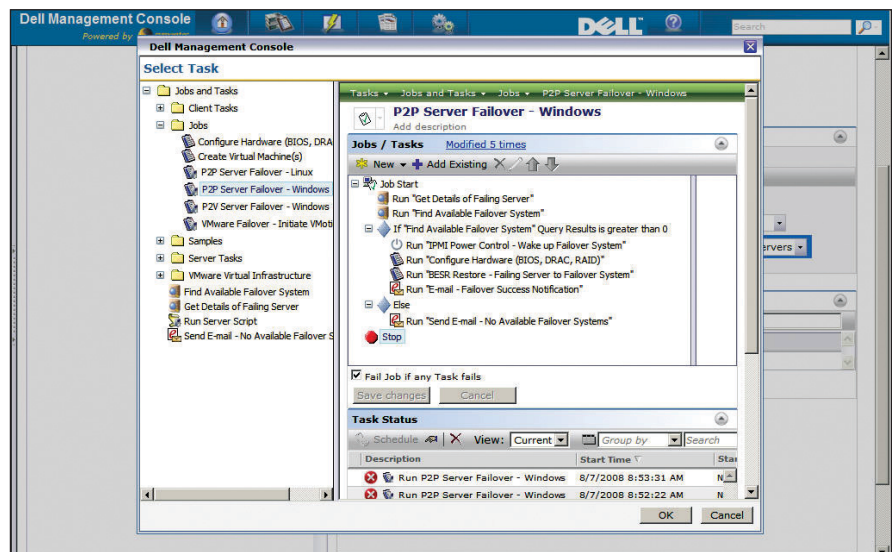 Dell Management Console
Powered by
DELL
Search
ervers
Dell Management Console
Select Task
Jobs and Tasks
Client Tasks
Jobs
Configure Hardware (BIOS, DRA
Create Virtual Machine(s)
P2P Server Failover - Linux
P2P Server Failover - Windows
P2V Server Failover - Windows
VMware Failover - Initiate VMoti
Samples
Server Tasks
VMware Virtual Infrastructure
Find Available Failover System
Get Details of Failing Server
Run Server Script
Send E-mail - No Available Failover S
Tasks Jobs and Tasks Jobs P2P Server Failover - Windows
P2P Server Failover - Windows
Add description
Jobs / Tasks Modified 5 times
New Add Existing
Job Start
Run "Get Details of Failing Server"
Run "Find Available Failover System"
If "Find Available Failover System" Query Results is greater than 0
Run "IPMI Power Control - Wake up Failover System"
Run "Configure Hardware (BIOS, DRAC, RAID)"
Run "BESR Restore - Failing Server to Failover System"
Run "E-mail - Failover Success Notification"
Else
Run "Send E-mail - No Available Failover Systems"
Stop
Fail Job if any Task fails
Save changes Cancel
Task Status
Schedule View: Current Group by Search
Description Start Time Star
Run P2P Server Failover - Windows 8/7/2008 8:53:31 AM N
Run P2P Server Failover - Windows 8/7/2008 8:52:22 AM N
OK Cancel